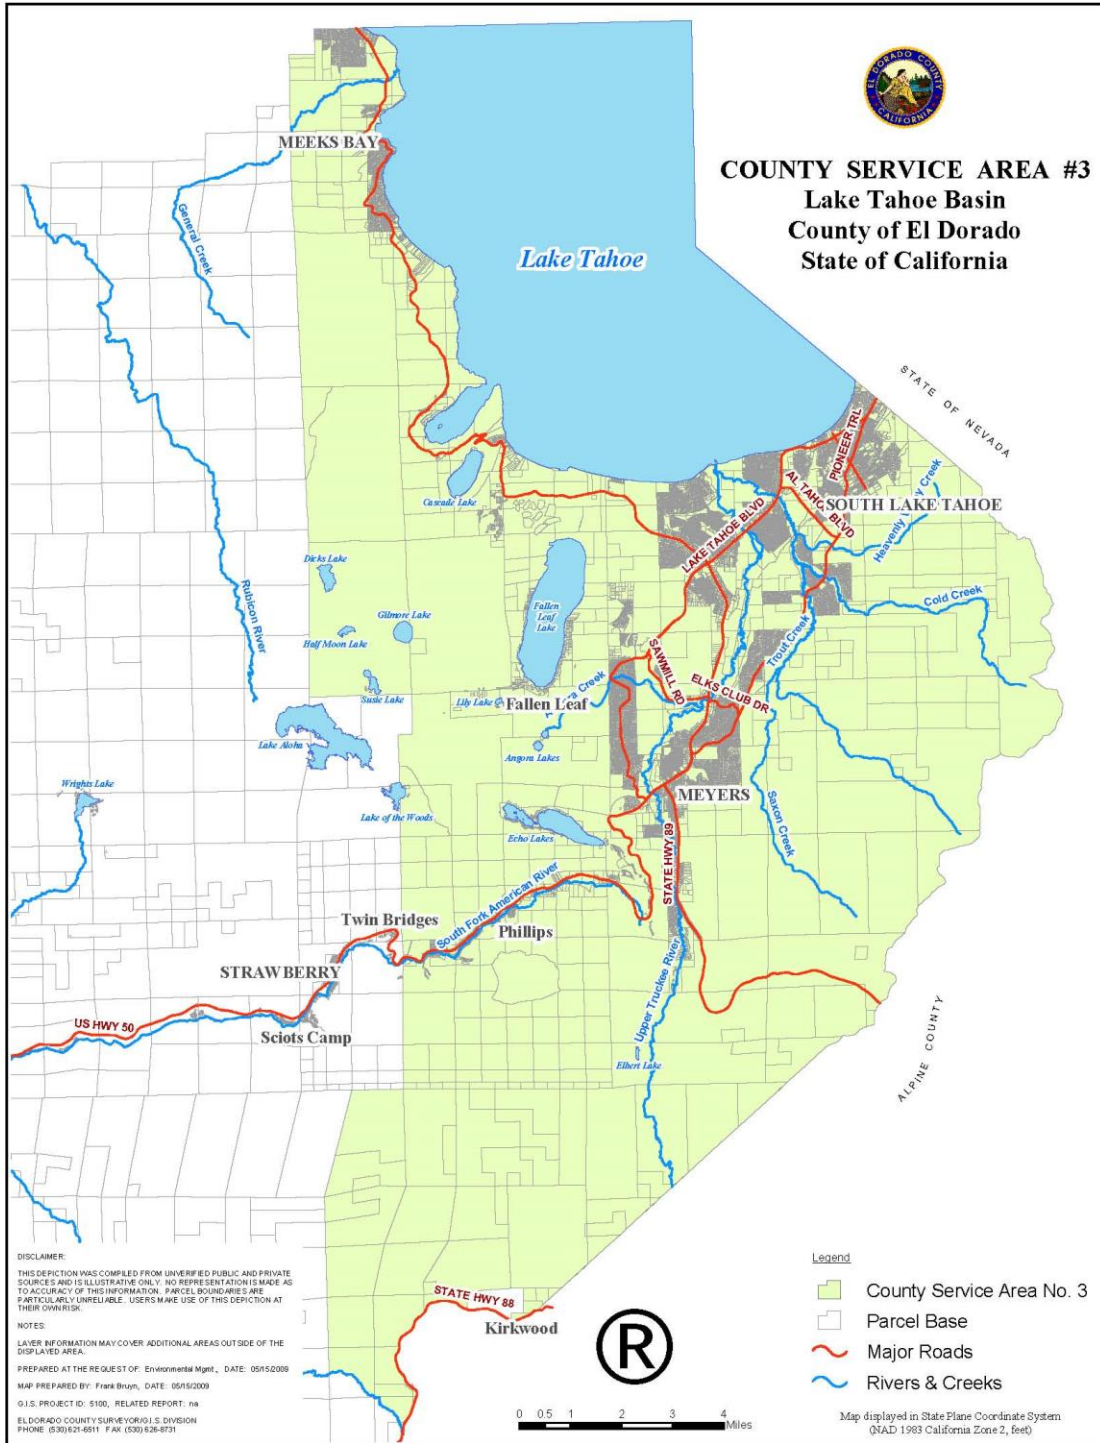 EL DORADO COUNTY
CALIFORNIA
COUNTY SERVICE AREA #3
Lake Tahoe Basin
County of El Dorado
State of California
MEEKS BAY
General Creek
Lake Tahoe
STATE OF NEVADA
PIONEER TRL
AL TAHOE BLVD
SOUTH LAKE TAHOE
LAKE TAHOE BLVD
Cascade Lake
Heavenly Creek
Dicks Lake
Rubicon River
Gilmore Lake
Half Moon Lake
Fallen
Leaf
Lake
Cold Creek
Trout Creek
SAWMILL RD
ELKS CLUB DR
Susie Lake
Lily Lake
Fallen Leaf
Creek
Lake Aloha
Angora Lakes
Wrights Lake
Lake of the Woods
MEYERS
Echo Lakes
Saxon Creek
STATE HWY 89
South Fork American River
Twin Bridges
Phillips
STRAWBERRY
Upper Truckee River
US HWY 50
Sciots Camp
Elbert Lake
ALPINE COUNTY
STATE HWY 88
Kirkwood
®
DISCLAIMER:
THIS DEPICTION WAS COMPILED FROM UNVERIFIED PUBLIC AND PRIVATE
SOURCES AND IS ILLUSTRATIVE ONLY. NO REPRESENTATION IS MADE AS
TO ACCURACY OF THIS INFORMATION. PARCEL BOUNDARIES ARE
PARTICULARLY UNRELIABLE. USERS MAKE USE OF THIS DEPICTION AT
THEIR OWN RISK.
NOTES:
LAYER INFORMATION MAY COVER ADDITIONAL AREAS OUTSIDE OF THE
DISPLAYED AREA.
PREPARED AT THE REQUEST OF: Environmental Mgmt., DATE: 05/15/2009
MAP PREPARED BY: Frank Bruyn, DATE: 05/15/2009
G.I.S. PROJECT ID: 5100, RELATED REPORT: na
EL DORADO COUNTY SURVEYOR/G.I.S. DIVISION
PHONE (530) 621-6511 FAX (530) 626-8731
Legend
County Service Area No. 3
Parcel Base
Major Roads
Rivers & Creeks
0 0.5 1 2 3 4
Miles
Map displayed in State Plane Coordinate System
(NAD 1983 California Zone 2, feet)